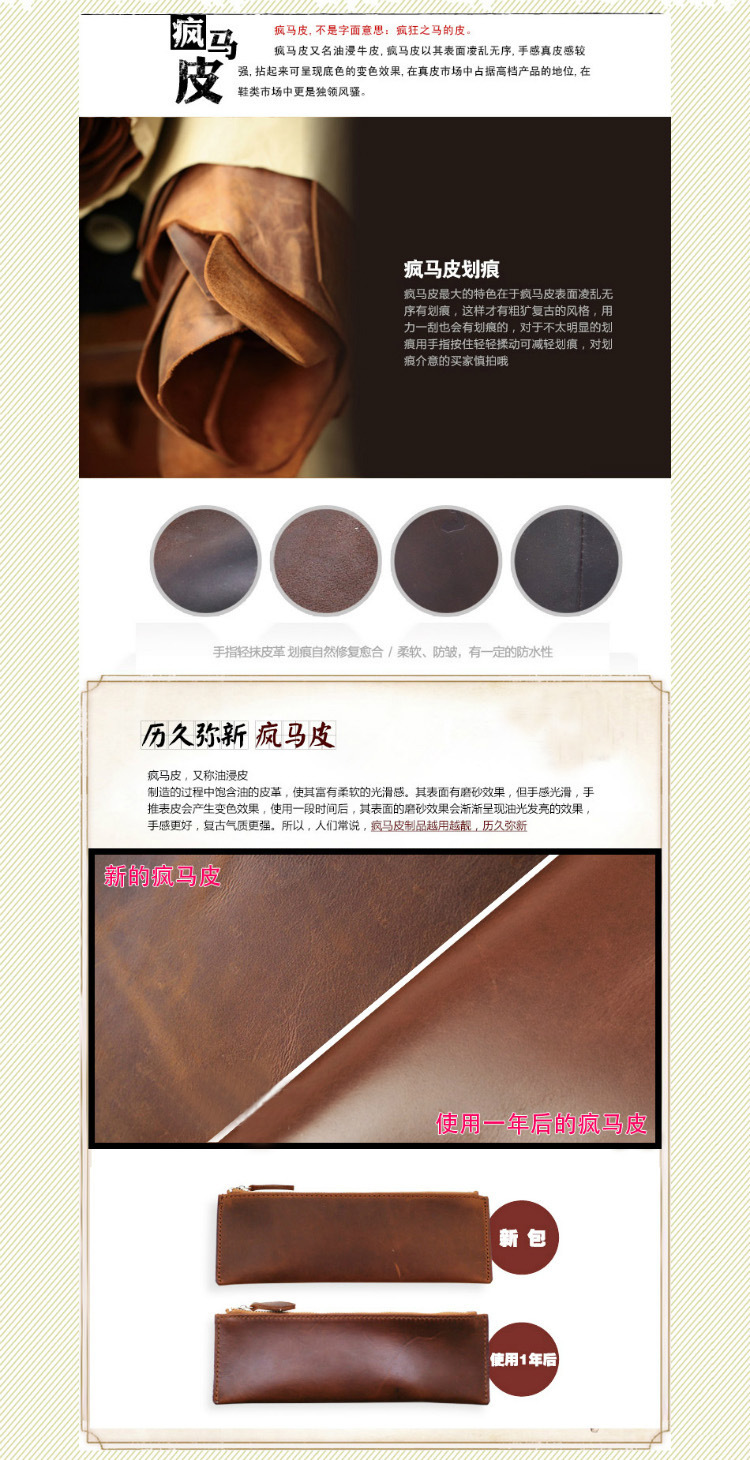 疯马皮
疯马皮, 不是字面意思：疯狂之马的皮。
疯马皮又名油浸牛皮, 疯马皮以其表面凌乱无序, 手感真皮感较
强, 拈起来可呈现底色的变色效果, 在真皮市场中占据高档产品的地位, 在
鞋类市场中更是独领风骚。
疯马皮划痕
疯马皮最大的特色在于疯马皮表面凌乱无
序有划痕，这样才有粗犷复古的风格，用
力一刮也会有划痕的，对于不太明显的划
痕用手指按住轻轻揉动可减轻划痕，对划
痕介意的买家慎拍哦
手指轻抹皮革 划痕自然修复愈合 / 柔软、防皱，有一定的防水性
历久弥新 疯马皮
疯马皮，又称油浸皮
制造的过程中饱含油的皮革，使其富有柔软的光滑感。其表面有磨砂效果，但手感光滑，手
推表皮会产生变色效果，使用一段时间后，其表面的磨砂效果会渐渐呈现油光发亮的效果，
手感更好，复古气质更强。所以，人们常说，疯马皮制品越用越靓，历久弥新
新的疯马皮
使用一年后的疯马皮
新 包
使用1年后